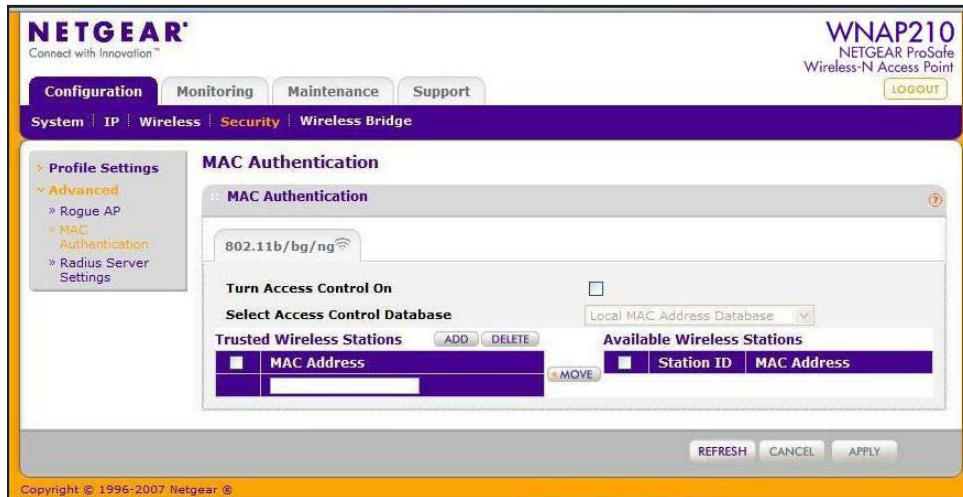 NETGEAR®
Connect with Innovation™
WNAP210
NETGEAR ProSafe
Wireless-N Access Point
Configuration Monitoring Maintenance Support
LOGOUT
System IP Wireless Security Wireless Bridge
Profile Settings
Advanced
Rogue AP
MAC
Authentication
Radius Server
Settings
MAC Authentication
MAC Authentication
?
802.11b/bg/ng
Turn Access Control On
Select Access Control Database Local MAC Address Database
Trusted Wireless Stations ADD DELETE
MAC Address
MOVE
Available Wireless Stations
Station ID MAC Address
REFRESH CANCEL APPLY
Copyright © 1996-2007 Netgear ®